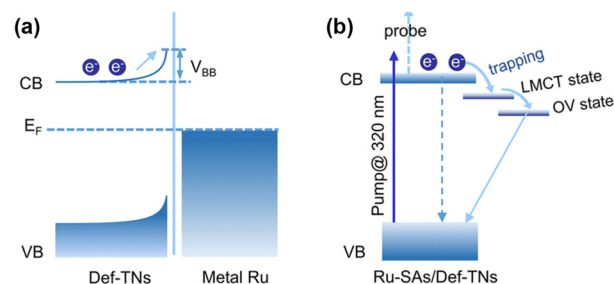 (a)
e⁻ e⁻
V_BB
CB
E_F
VB
Def-TNs
Metal Ru
(b)
probe
e⁻ e⁻
trapping
CB
LMCT state
OV state
Pump@ 320 nm
VB
Ru-SAs/Def-TNs